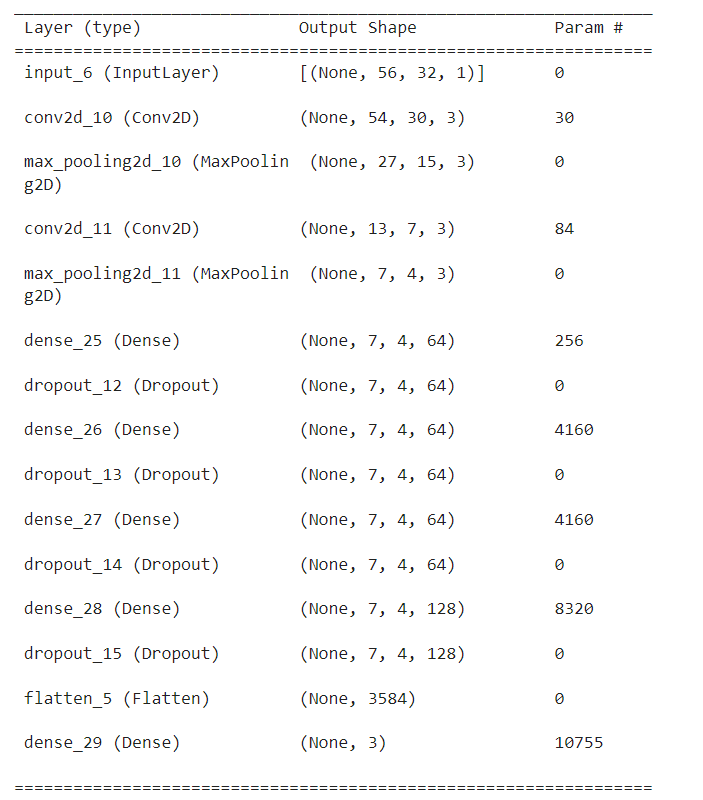 Layer (type) Output Shape Param #
=================================================================
input_6 (InputLayer) [(None, 56, 32, 1)] 0
conv2d_10 (Conv2D) (None, 54, 30, 3) 30
max_pooling2d_10 (MaxPoolin (None, 27, 15, 3) 0
g2D)
conv2d_11 (Conv2D) (None, 13, 7, 3) 84
max_pooling2d_11 (MaxPoolin (None, 7, 4, 3) 0
g2D)
dense_25 (Dense) (None, 7, 4, 64) 256
dropout_12 (Dropout) (None, 7, 4, 64) 0
dense_26 (Dense) (None, 7, 4, 64) 4160
dropout_13 (Dropout) (None, 7, 4, 64) 0
dense_27 (Dense) (None, 7, 4, 64) 4160
dropout_14 (Dropout) (None, 7, 4, 64) 0
dense_28 (Dense) (None, 7, 4, 128) 8320
dropout_15 (Dropout) (None, 7, 4, 128) 0
flatten_5 (Flatten) (None, 3584) 0
dense_29 (Dense) (None, 3) 10755
=================================================================